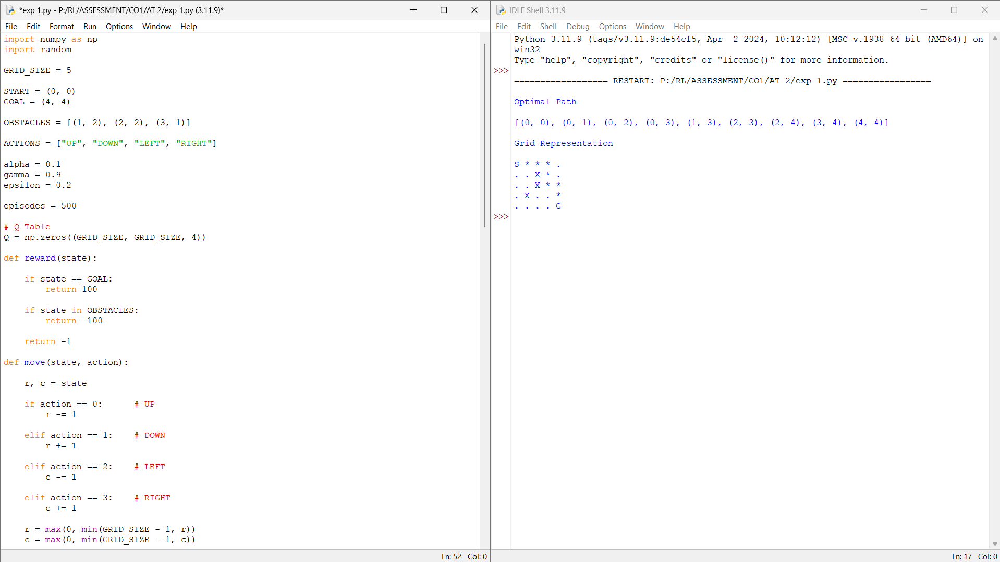 *exp 1.py - P:/RL/ASSESSMENT/CO1/AT 2/exp 1.py (3.11.9)*
File Edit Format Run Options Window Help
import numpy as np
import random
GRID_SIZE = 5
START = (0, 0)
GOAL = (4, 4)
OBSTACLES = [(1, 2), (2, 2), (3, 1)]
ACTIONS = ["UP", "DOWN", "LEFT", "RIGHT"]
alpha = 0.1
gamma = 0.9
epsilon = 0.2
episodes = 500
# Q Table
Q = np.zeros((GRID_SIZE, GRID_SIZE, 4))
def reward(state):
    if state == GOAL:
        return 100
    if state in OBSTACLES:
        return -100
    return -1
def move(state, action):
    r, c = state
    if action == 0:      # UP
        r -= 1
    elif action == 1:    # DOWN
        r += 1
    elif action == 2:    # LEFT
        c -= 1
    elif action == 3:    # RIGHT
        c += 1
    r = max(0, min(GRID_SIZE - 1, r))
    c = max(0, min(GRID_SIZE - 1, c))
Ln: 52 Col: 0
IDLE Shell 3.11.9
File Edit Shell Debug Options Window Help
Python 3.11.9 (tags/v3.11.9:de54cf5, Apr  2 2024, 10:12:12) [MSC v.1938 64 bit (AMD64)] on
win32
Type "help", "copyright", "credits" or "license()" for more information.
>>>
================== RESTART: P:/RL/ASSESSMENT/CO1/AT 2/exp 1.py =================
Optimal Path
[(0, 0), (0, 1), (0, 2), (0, 3), (1, 3), (2, 3), (2, 4), (3, 4), (4, 4)]
Grid Representation
S * * * .
. . X * .
. . X * *
. X . . *
. . . . G
>>>
Ln: 17 Col: 0